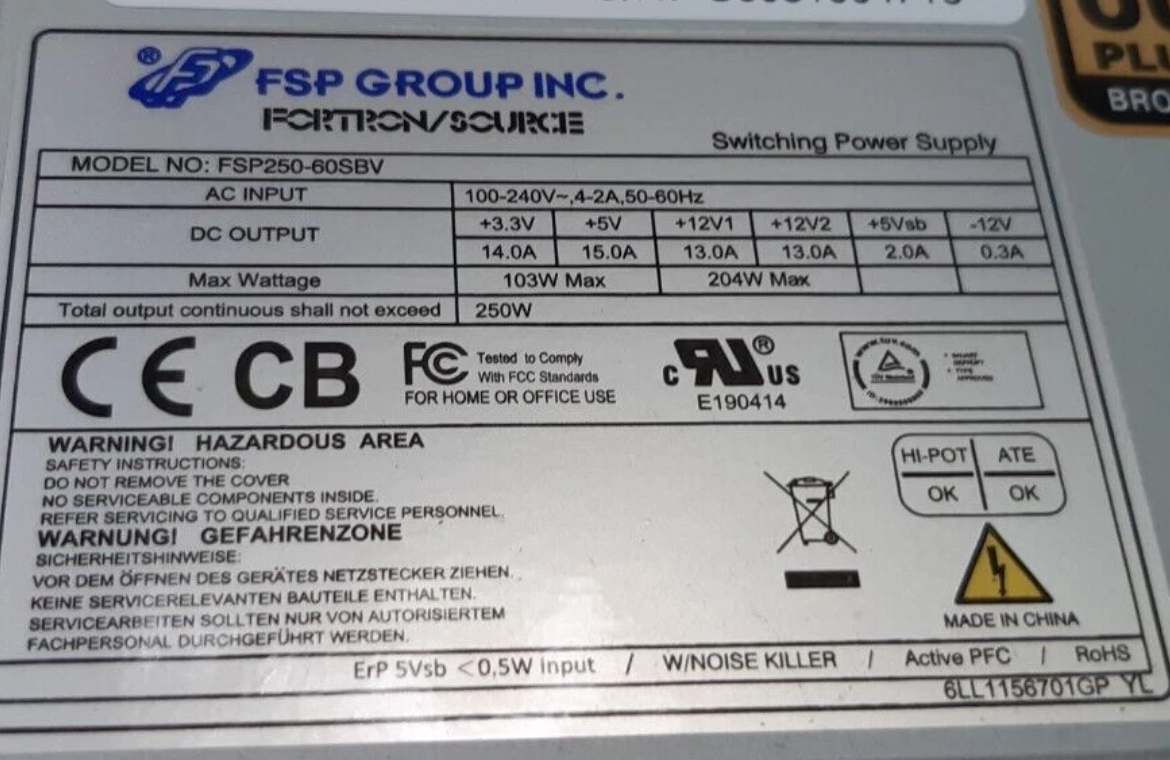 FSP GROUP INC.
FORTRON/SOURCE
Switching Power Supply
PLU
BRO
MODEL NO: FSP250-60SBV
AC INPUT 100-240V~,4-2A,50-60Hz
DC OUTPUT +3.3V +5V +12V1 +12V2 +5Vsb -12V
14.0A 15.0A 13.0A 13.0A 2.0A 0.3A
Max Wattage 103W Max 204W Max
Total output continuous shall not exceed 250W
CE CB FC Tested to Comply
With FCC Standards
FOR HOME OR OFFICE USE
c RU ® US
E190414
www.tuv.com
WARNING! HAZARDOUS AREA
SAFETY INSTRUCTIONS:
DO NOT REMOVE THE COVER
NO SERVICEABLE COMPONENTS INSIDE.
REFER SERVICING TO QUALIFIED SERVICE PERSONNEL.
WARNUNG! GEFAHRENZONE
SICHERHEITSHINWEISE:
VOR DEM ÖFFNEN DES GERÄTES NETZSTECKER ZIEHEN.
KEINE SERVICERELEVANTEN BAUTEILE ENTHALTEN.
SERVICEARBEITEN SOLLTEN NUR VON AUTORISIERTEM
FACHPERSONAL DURCHGEFÜHRT WERDEN.
HI-POT ATE
OK OK
MADE IN CHINA
ErP 5Vsb <0,5W input / W/NOISE KILLER / Active PFC / RoHS
6LL1156701GP YL